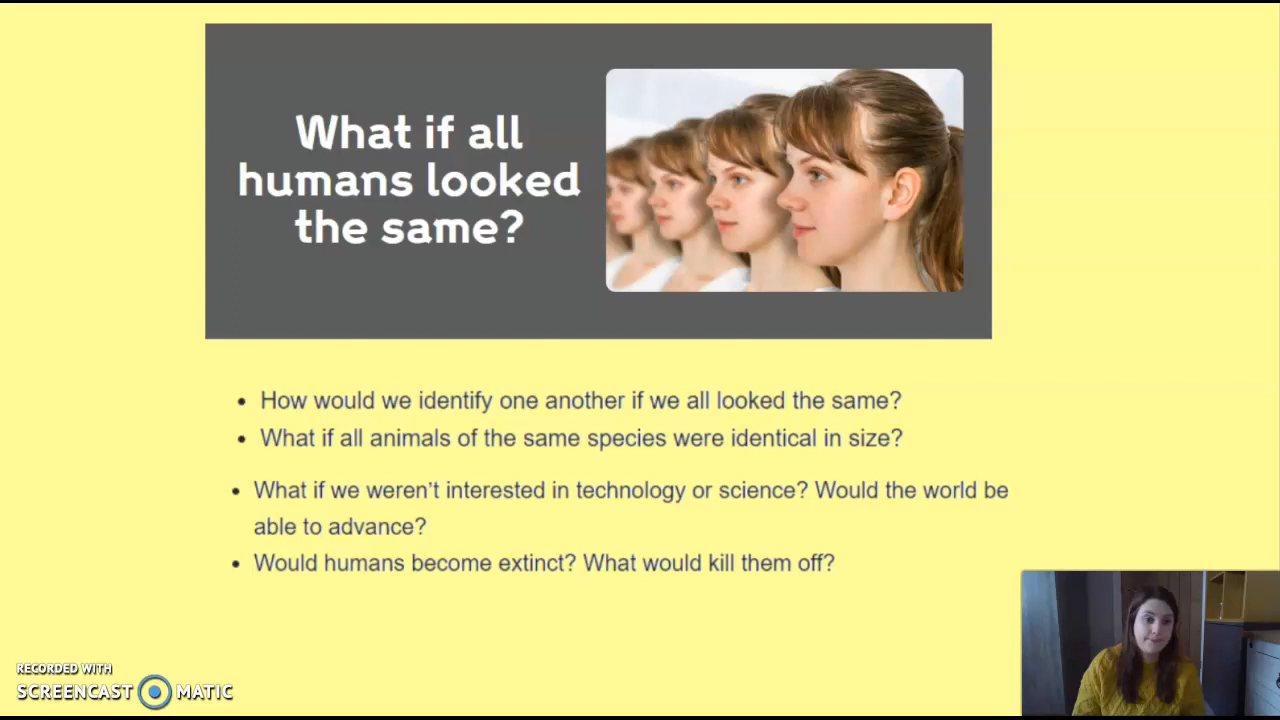 What if all
humans looked
the same?
• How would we identify one another if we all looked the same?
• What if all animals of the same species were identical in size?
• What if we weren't interested in technology or science? Would the world be
able to advance?
• Would humans become extinct? What would kill them off?
RECORDED WITH
SCREENCAST MATIC